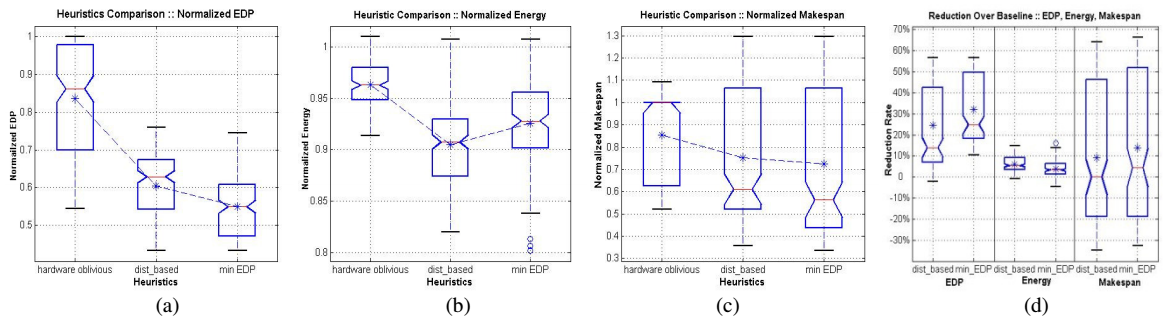 Heuristics Comparison :: Normalized EDP
Normalized EDP
1
0.9
0.8
0.7
0.6
0.5
hardware oblivious
dist_based
min EDP
Heuristics
(a)
Heuristic Comparison :: Normalized Energy
Normalized Energy
1
0.95
0.9
0.85
0.8
hardware oblivious
dist_based
min EDP
Heuristics
(b)
Heuristic Comparison :: Normalized Makespan
Normalized Makespan
1.3
1.2
1.1
1
0.9
0.8
0.7
0.6
0.5
0.4
0.3
hardware oblivious
dist_based
min EDP
Heuristics
(c)
Reduction Over Baseline :: EDP, Energy, Makespan
Reduction Rate
70%
60%
50%
40%
30%
20%
10%
0
-10%
-20%
-30%
dist_based
min_EDP
dist_based
min_EDP
dist_based
min_EDP
EDP
Energy
Makespan
(d)